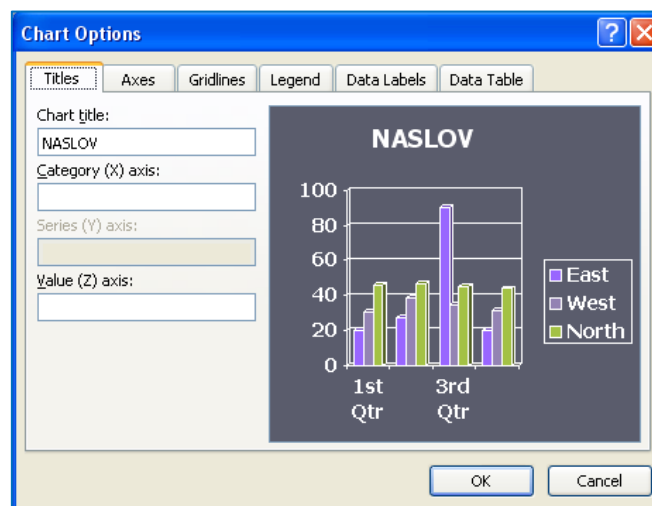 Chart Options
Titles Axes Gridlines Legend Data Labels Data Table
Chart title:
NASLOV
Category (X) axis:
Series (Y) axis:
Value (Z) axis:
NASLOV
100
80
60
40
20
0
1st Qtr
3rd Qtr
East
West
North
OK Cancel